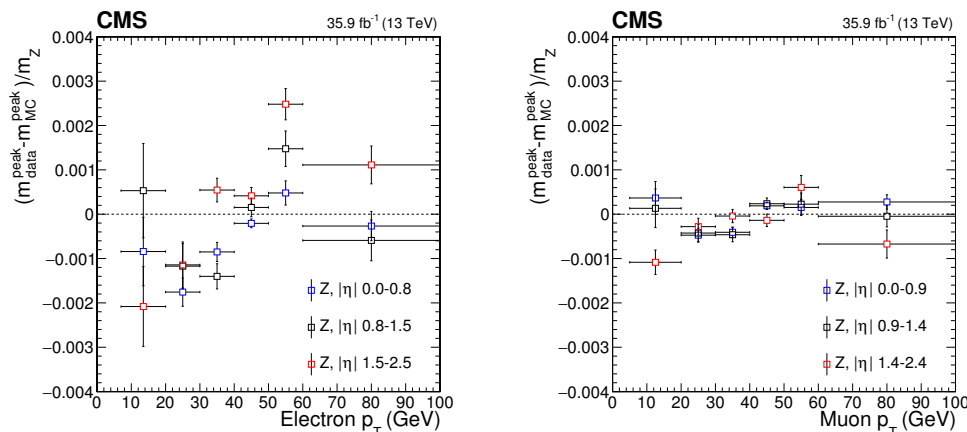 CMS
35.9 fb⁻¹ (13 TeV)
(m_data^peak - m_MC^peak)/m_Z
0.004
0.003
0.002
0.001
0
−0.001
−0.002
−0.003
−0.004
Z, |η| 0.0-0.8
Z, |η| 0.8-1.5
Z, |η| 1.5-2.5
0 10 20 30 40 50 60 70 80 90 100
Electron p_T (GeV)
CMS
35.9 fb⁻¹ (13 TeV)
(m_data^peak - m_MC^peak)/m_Z
0.004
0.003
0.002
0.001
0
−0.001
−0.002
−0.003
−0.004
Z, |η| 0.0-0.9
Z, |η| 0.9-1.4
Z, |η| 1.4-2.4
0 10 20 30 40 50 60 70 80 90 100
Muon p_T (GeV)